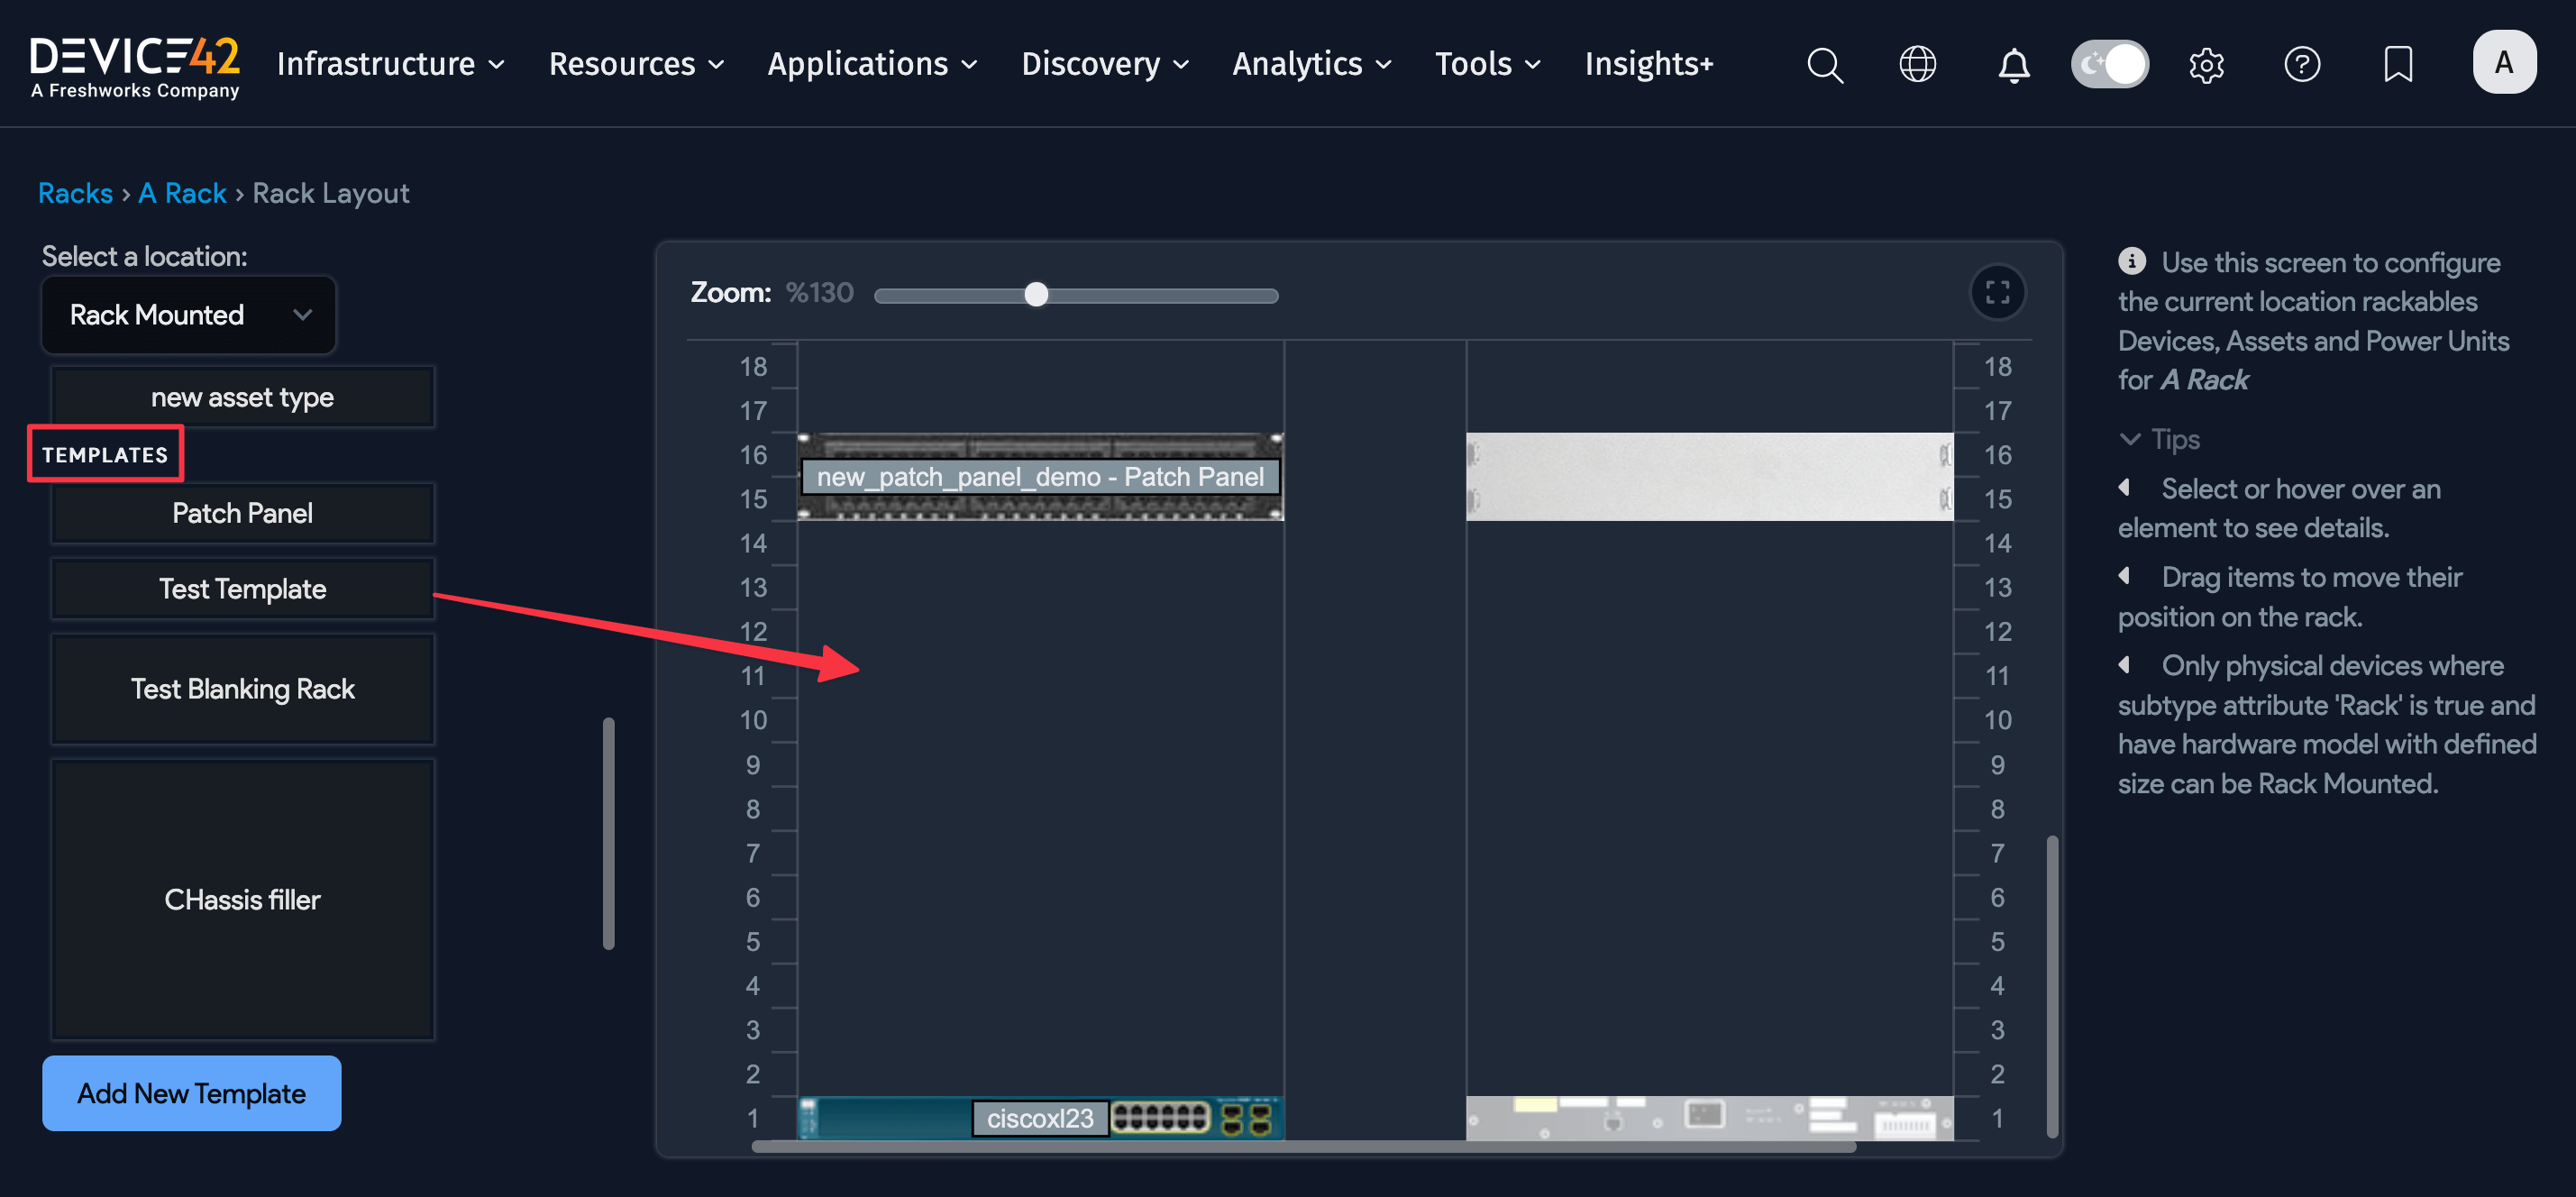 DEVICE42
A Freshworks Company
Infrastructure
Resources
Applications
Discovery
Analytics
Tools
Insights+
A
Racks › A Rack › Rack Layout
Select a location:
Rack Mounted
new asset type
TEMPLATES
Patch Panel
Test Template
Test Blanking Rack
CHassis filler
Add New Template
Zoom: %130
18
17
16
15
14
13
12
11
10
9
8
7
6
5
4
3
2
1
new_patch_panel_demo - Patch Panel
ciscoxl23
18
17
16
15
14
13
12
11
10
9
8
7
6
5
4
3
2
1
Use this screen to configure
the current location rackables
Devices, Assets and Power Units
for A Rack
Tips
Select or hover over an
element to see details.
Drag items to move their
position on the rack.
Only physical devices where
subtype attribute 'Rack' is true and
have hardware model with defined
size can be Rack Mounted.